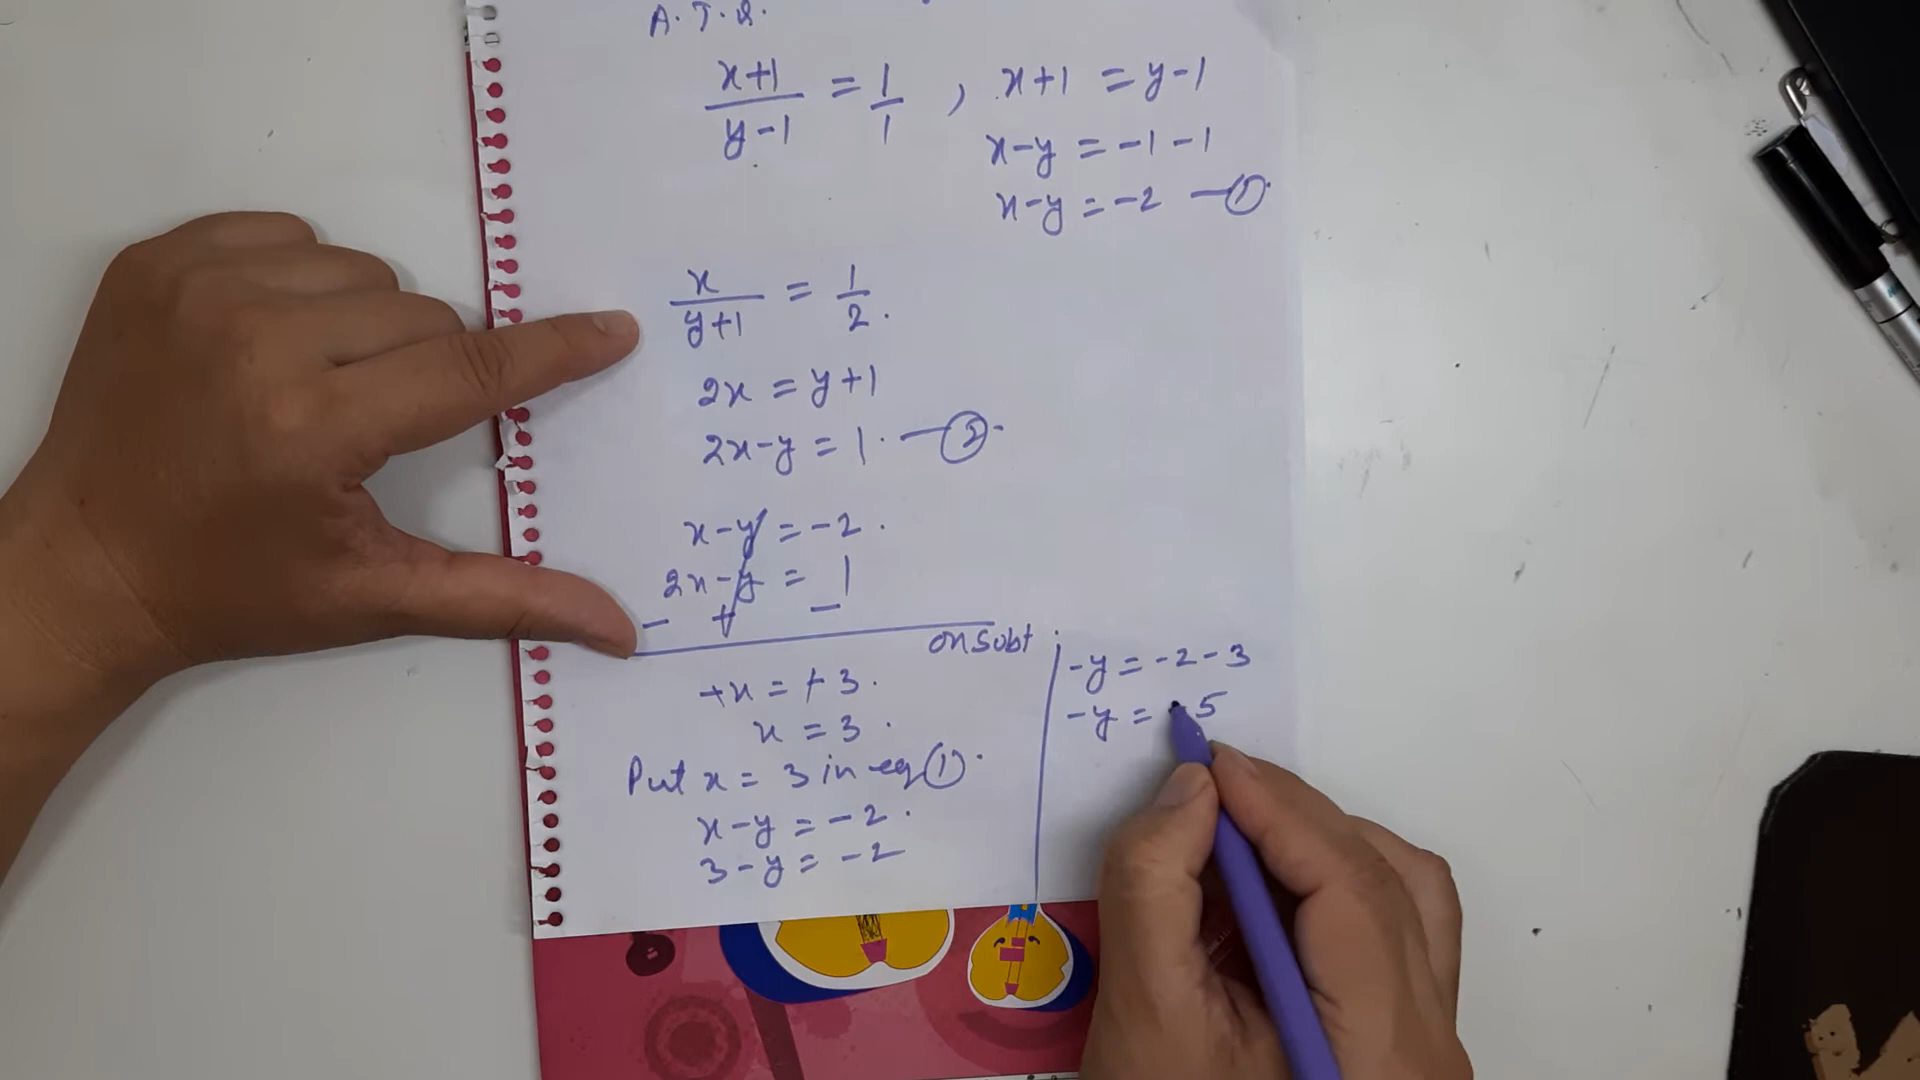 A.T.Q.
x+1/y-1 = 1/1 , x+1 = y-1
x-y = -1-1
x-y = -2 —①
x/y+1 = 1/2.
2x = y+1
2x-y = 1. —②.
x-y = -2.
2x-y = 1
- + -
on subt.
+x = +3.
x = 3.
Put x = 3 in eq ①.
x-y = -2.
3-y = -2
-y = -2-3
-y = -5